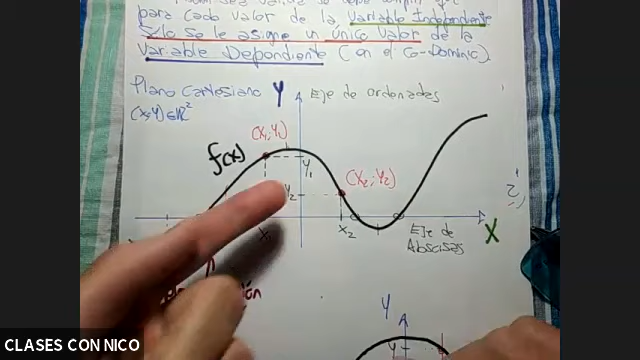 para cada valor de la Variable Independiente
Sólo se le asigne un único valor de la
Variable Dependiente (en el Co-Dominio).
Plano Cartesiano
(x,y) ∈ ℝ²
Y
Eje de ordenadas
f(x)
(x₁;y₁)
y₁
(x₂;y₂)
y₂
x₁
x₂
Eje de
Abscisas
X
Y
CLASES CON NICO